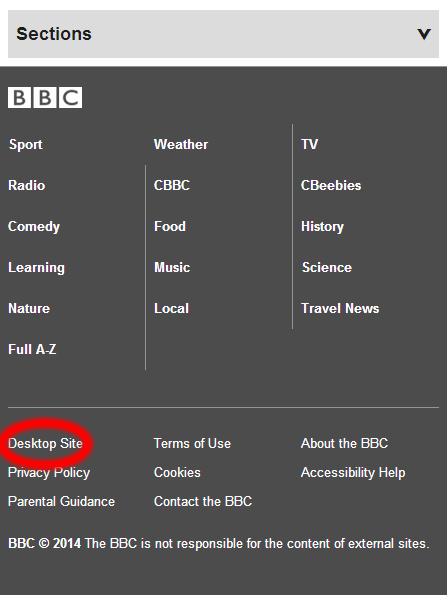 Sections
BBC
Sport Weather TV
Radio CBBC CBeebies
Comedy Food History
Learning Music Science
Nature Local Travel News
Full A-Z
Desktop Site Terms of Use About the BBC
Privacy Policy Cookies Accessibility Help
Parental Guidance Contact the BBC
BBC © 2014 The BBC is not responsible for the content of external sites.